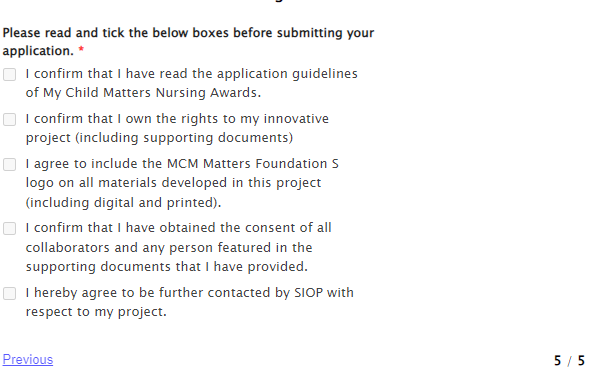 Please read and tick the below boxes before submitting your
application. *
I confirm that I have read the application guidelines
of My Child Matters Nursing Awards.
I confirm that I own the rights to my innovative
project (including supporting documents)
I agree to include the MCM Matters Foundation S
logo on all materials developed in this project
(including digital and printed).
I confirm that I have obtained the consent of all
collaborators and any person featured in the
supporting documents that I have provided.
I hereby agree to be further contacted by SIOP with
respect to my project.
Previous
5 / 5